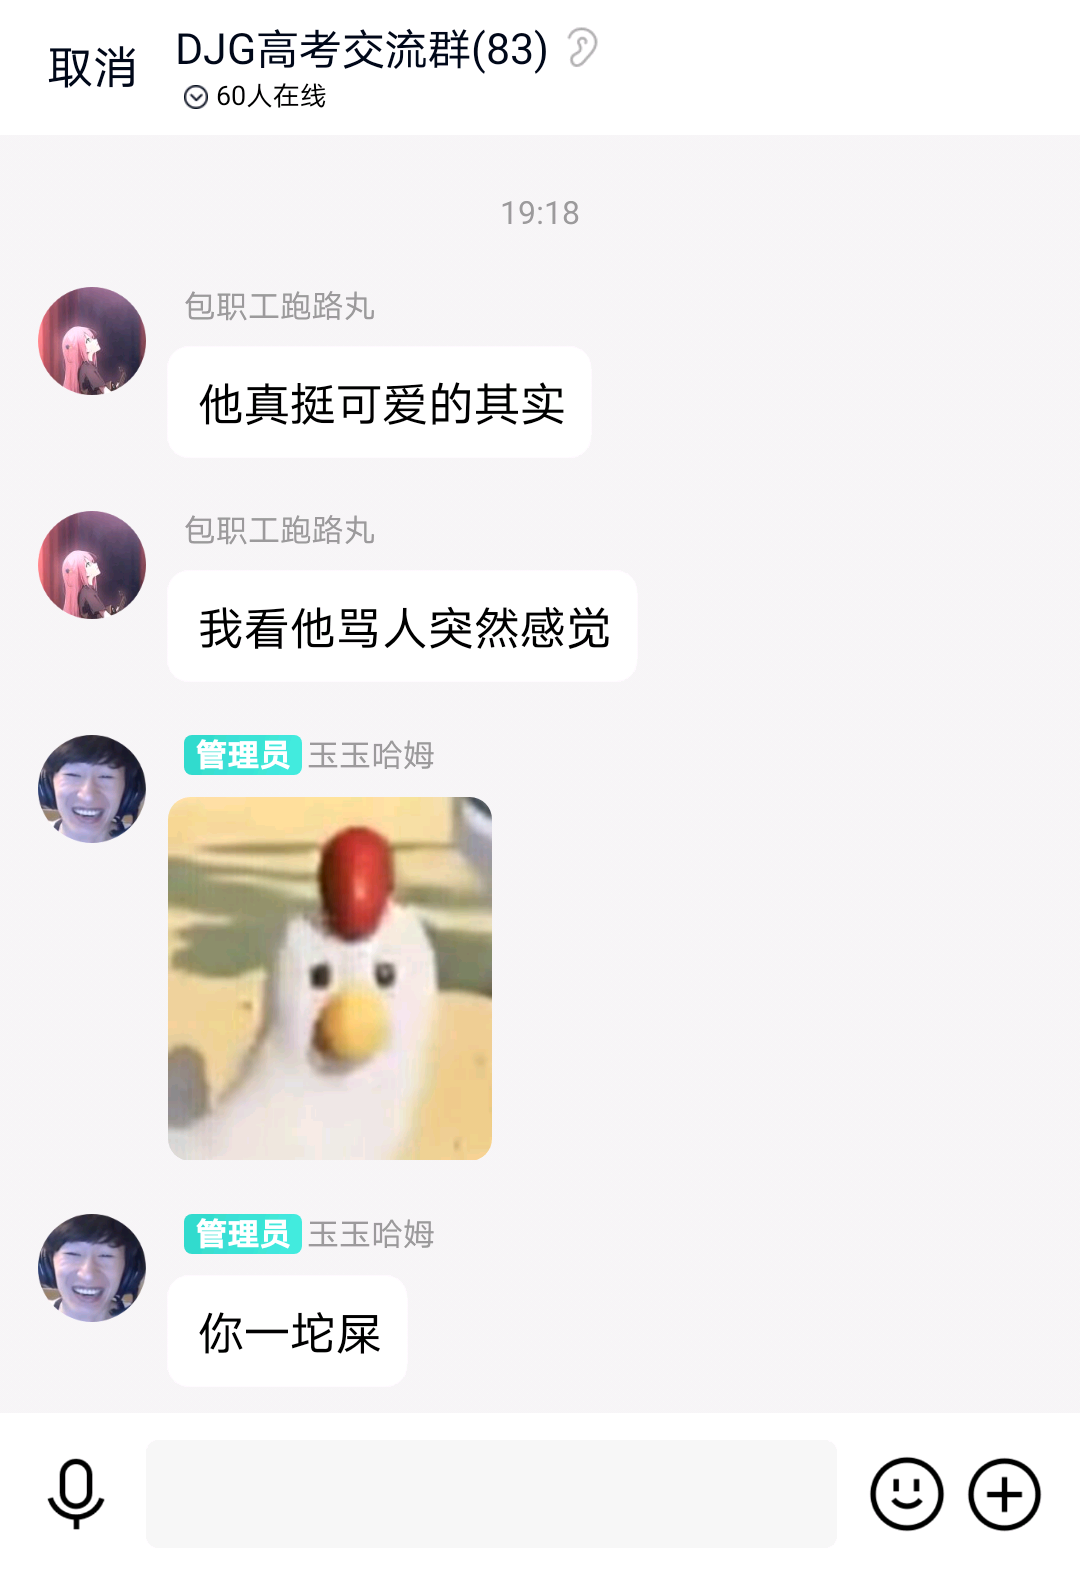 取消
DJG高考交流群(83)
60人在线
19:18
包职工跑路丸
他真挺可爱的其实
包职工跑路丸
我看他骂人突然感觉
管理员 玉玉哈姆
管理员 玉玉哈姆
你一坨屎